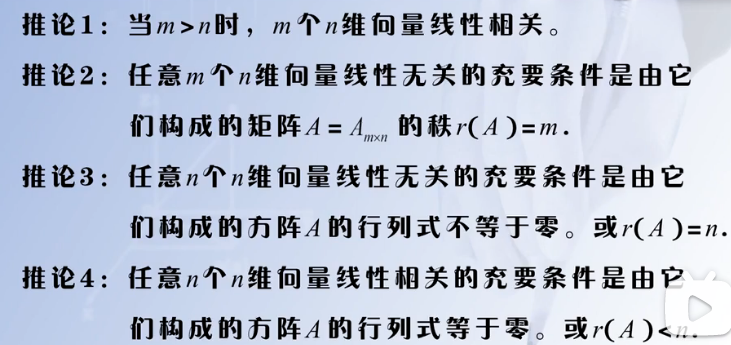 推论1：当m>n时，m个n维向量线性相关。
推论2：任意m个n维向量线性无关的充要条件是由它
们构成的矩阵A = Aₘₓₙ 的秩r(A)=m.
推论3：任意n个n维向量线性无关的充要条件是由它
们构成的方阵A的行列式不等于零。或r(A)=n.
推论4：任意n个n维向量线性相关的充要条件是由它
们构成的方阵A的行列式等于零。或r(A)<n.